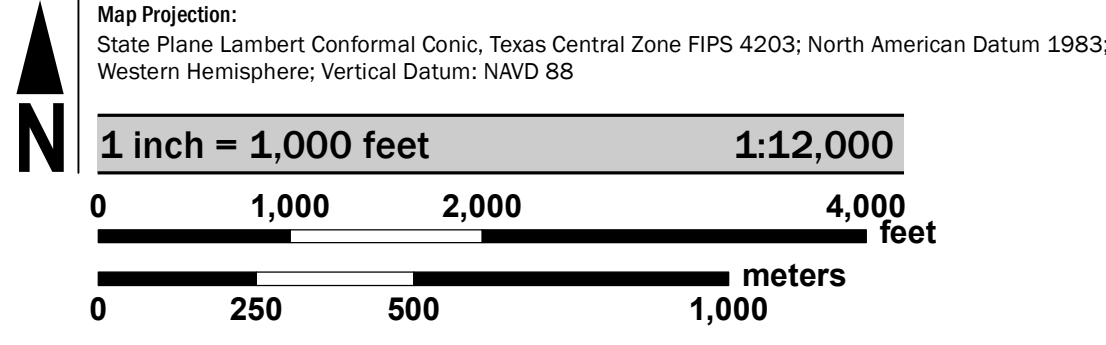 N
Map Projection:
State Plane Lambert Conformal Conic, Texas Central Zone FIPS 4203; North American Datum 1983;
Western Hemisphere; Vertical Datum: NAVD 88
1 inch = 1,000 feet 1:12,000
0 1,000 2,000 4,000
feet
meters
0 250 500 1,000